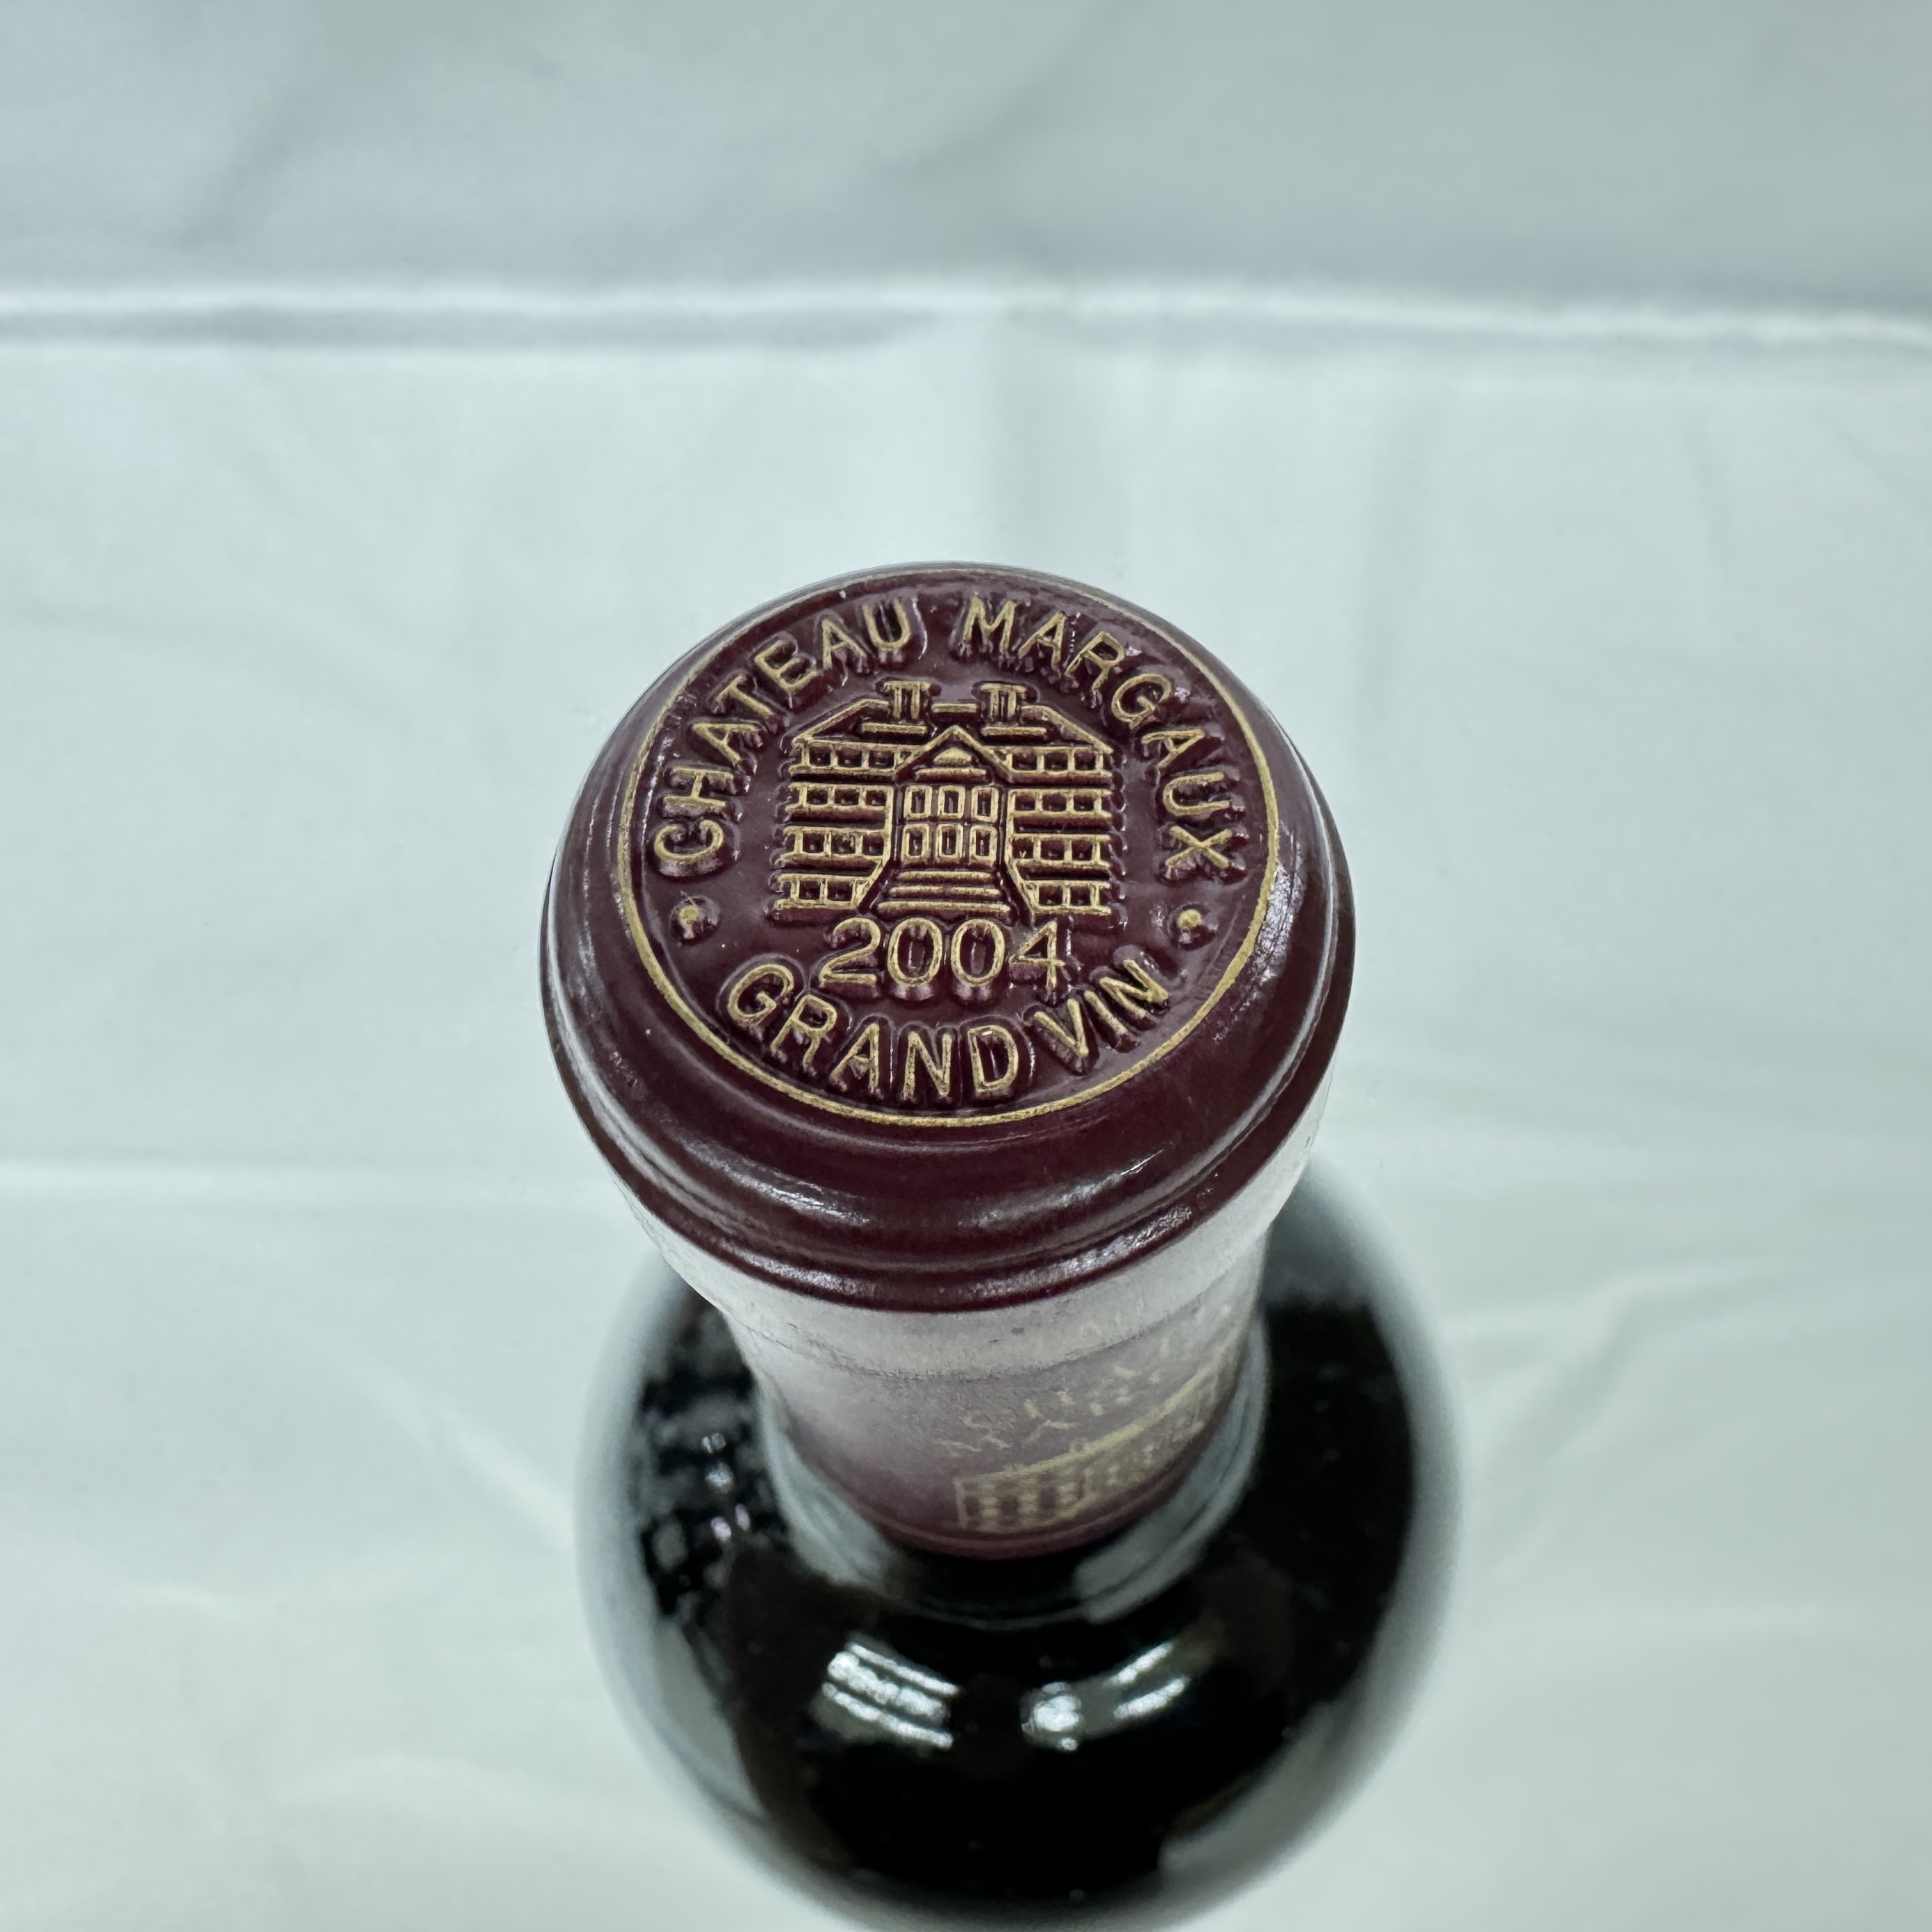 CHATEAU MARGAUX
2004
GRAND VIN